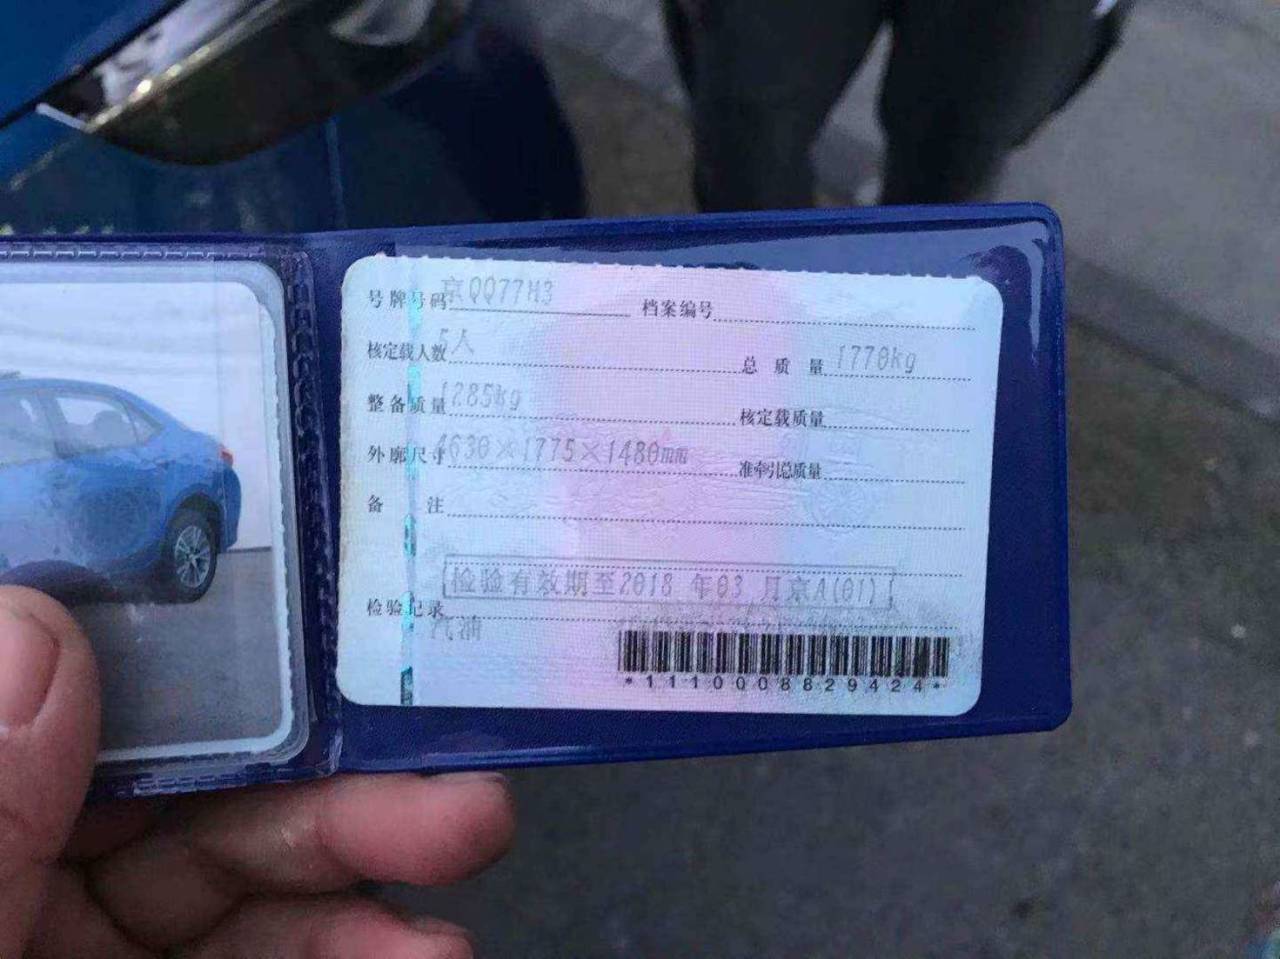 号牌号码 京QQ77M3 档案编号
核定载人数 5人 总质量 1770kg
整备质量 1285kg 核定载质量
外廓尺寸 4630×1775×1480mm 准牵引总质量
备注
检验有效期至2018 年03 月京A(01)
检验记录
汽油
*1110008829424*